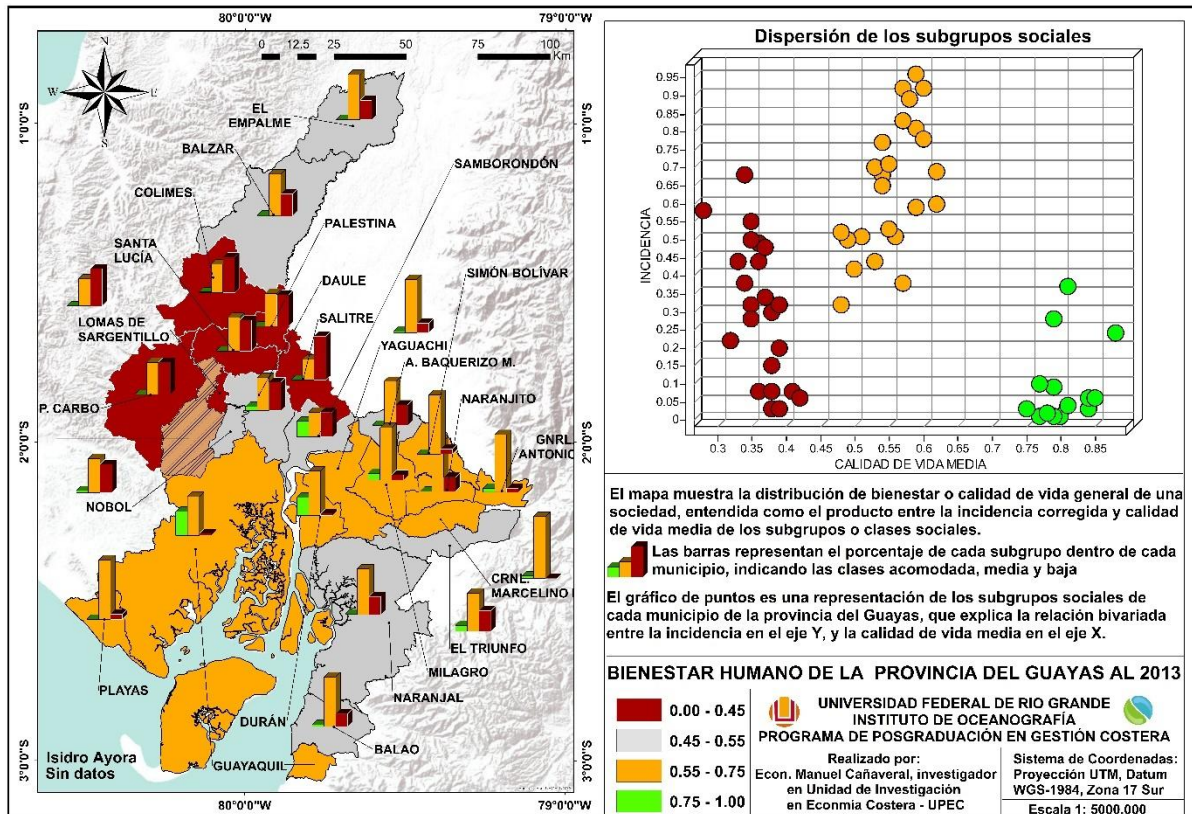 80°0'0"W
79°0'0"W
N
W
E
S
0 12.5 25 50 75 100
Km
1°0'0"S
2°0'0"S
3°0'0"S
EL
EMPALME
BALZAR
COLIMES
SAMBORONDÓN
PALESTINA
SANTA
LUCÍA
SIMÓN BOLÍVAR
DAULE
LOMAS DE
SARGENTILLO
SALITRE
YAGUACHI
A. BAQUERIZO M.
P. CARBO
NARANJITO
GNRL.
ANTONIO
NOBOL
CRNL.
MARCELINO
EL TRIUNFO
PLAYAS
MILAGRO
NARANJAL
DURÁN
BALAO
GUAYAQUIL
Isidro Ayora
Sin datos
80°0'0"W
79°0'0"W
1°0'0"S
2°0'0"S
3°0'0"S
Dispersión de los subgrupos sociales
INCIDENCIA
0.95
0.9
0.85
0.8
0.75
0.7
0.65
0.6
0.55
0.5
0.45
0.4
0.35
0.3
0.25
0.2
0.15
0.1
0.05
0
0.3 0.35 0.4 0.45 0.5 0.55 0.6 0.65 0.7 0.75 0.8 0.85
CALIDAD DE VIDA MEDIA
El mapa muestra la distribución de bienestar o calidad de vida general de una
sociedad, entendida como el producto entre la incidencia corregida y calidad
de vida media de los subgrupos o clases sociales.
Las barras representan el porcentaje de cada subgrupo dentro de cada
municipio, indicando las clases acomodada, media y baja
El gráfico de puntos es una representación de los subgrupos sociales de
cada municipio de la provincia del Guayas, que explica la relación bivariada
entre la incidencia en el eje Y, y la calidad de vida media en el eje X.
BIENESTAR HUMANO DE LA PROVINCIA DEL GUAYAS AL 2013
0.00 - 0.45
0.45 - 0.55
0.55 - 0.75
0.75 - 1.00
UNIVERSIDAD FEDERAL DE RIO GRANDE
INSTITUTO DE OCEANOGRAFÍA
PROGRAMA DE POSGRADUACIÓN EN GESTIÓN COSTERA
Realizado por:
Econ. Manuel Cañaveral, investigador
en Unidad de Investigación
en Econmia Costera - UPEC
Sistema de Coordenadas:
Proyección UTM, Datum
WGS-1984, Zona 17 Sur
Escala 1: 5000.000